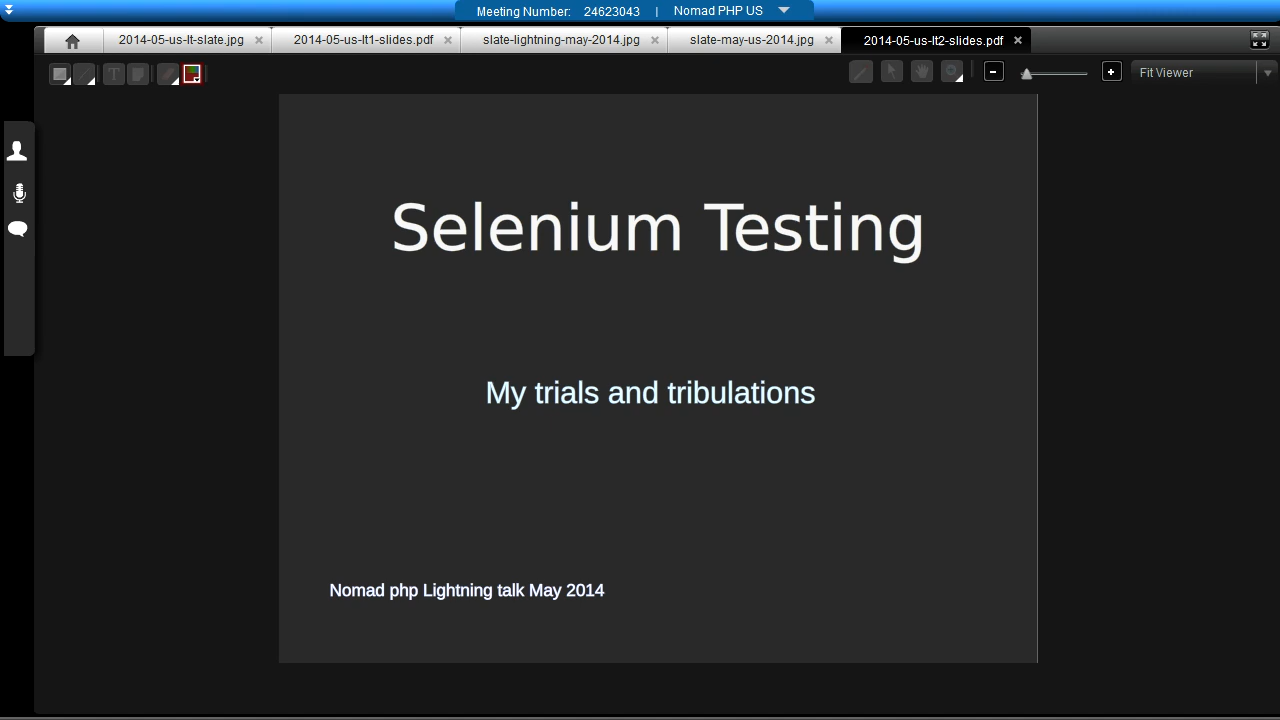 Meeting Number: 24623043 | Nomad PHP US
2014-05-us-lt-slate.jpg
2014-05-us-lt1-slides.pdf
slate-lightning-may-2014.jpg
slate-may-us-2014.jpg
2014-05-us-lt2-slides.pdf
T
Fit Viewer
Selenium Testing
My trials and tribulations
Nomad php Lightning talk May 2014